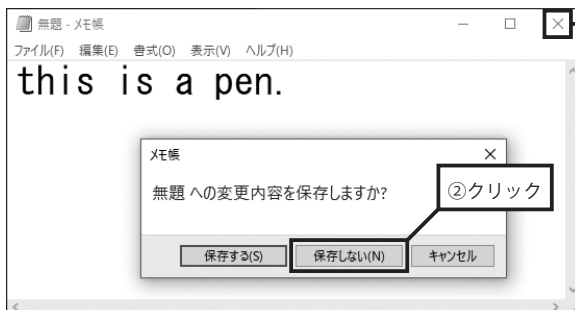 無題 - メモ帳
ファイル(F) 編集(E) 書式(O) 表示(V) ヘルプ(H)
this is a pen.
メモ帳
無題 への変更内容を保存しますか?
②クリック
保存する(S) 保存しない(N) キャンセル